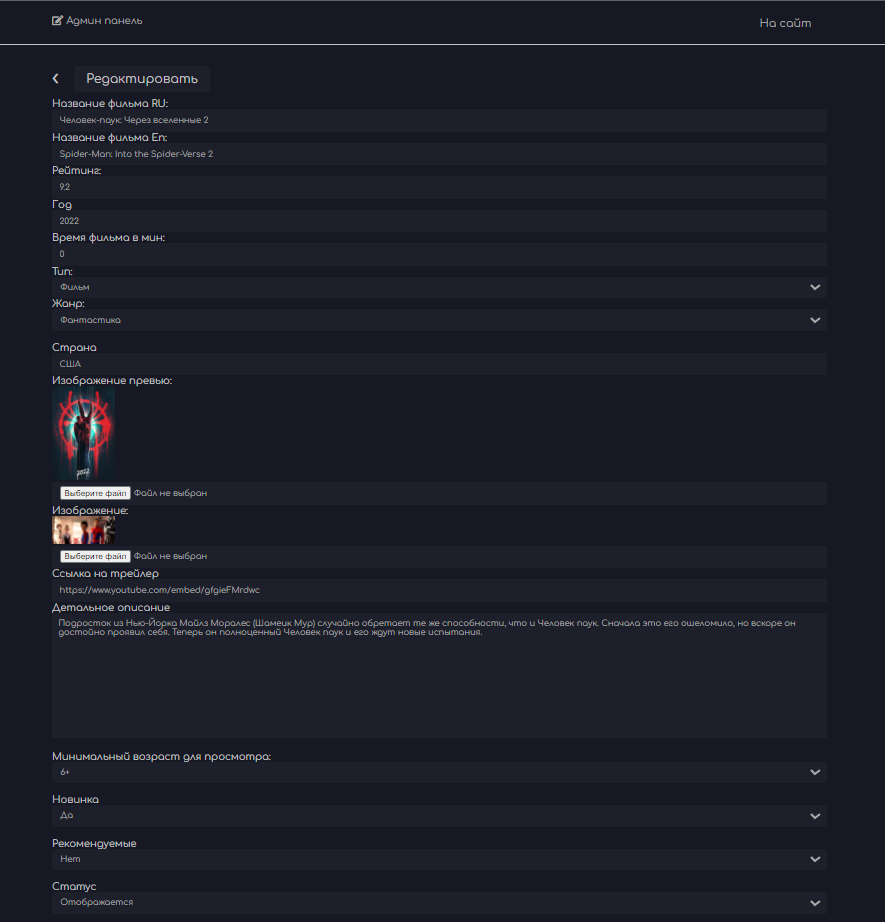 Админ панель
На сайт
Редактировать
Название фильма RU:
Человек-паук: Через вселенные 2
Название фильма En:
Spider-Man: Into the Spider-Verse 2
Рейтинг:
9.2
Год
2022
Время фильма в мин:
0
Тип:
Фильм
Жанр:
Фантастика
Страна
США
Изображение превью:
2022
Выберите файл Файл не выбран
Изображение:
Выберите файл Файл не выбран
Ссылка на трейлер
https://www.youtube.com/embed/gfgieFMrdwc
Детальное описание
Подросток из Нью-Йорка Майлз Моралес (Шамеик Мур) случайно обретает те же способности, что и Человек паук. Сначала это его ошеломило, но вскоре он
достойно проявил себя. Теперь он полноценный Человек паук и его ждут новые испытания.
Минимальный возраст для просмотра:
6+
Новинка
Да
Рекомендуемые
Нет
Статус
Отображается